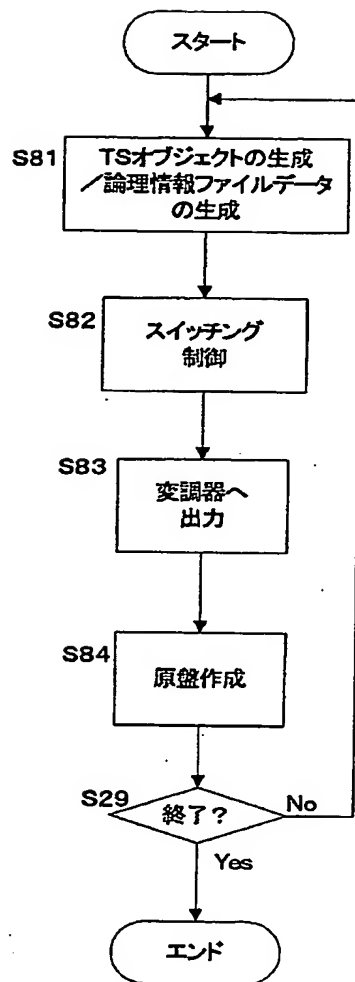 スタート
S81
TSオブジェクトの生成
／論理情報ファイルデータ
の生成
S82
スイッチング
制御
S83
変調器へ
出力
S84
原盤作成
S29
終了?
No
Yes
エンド